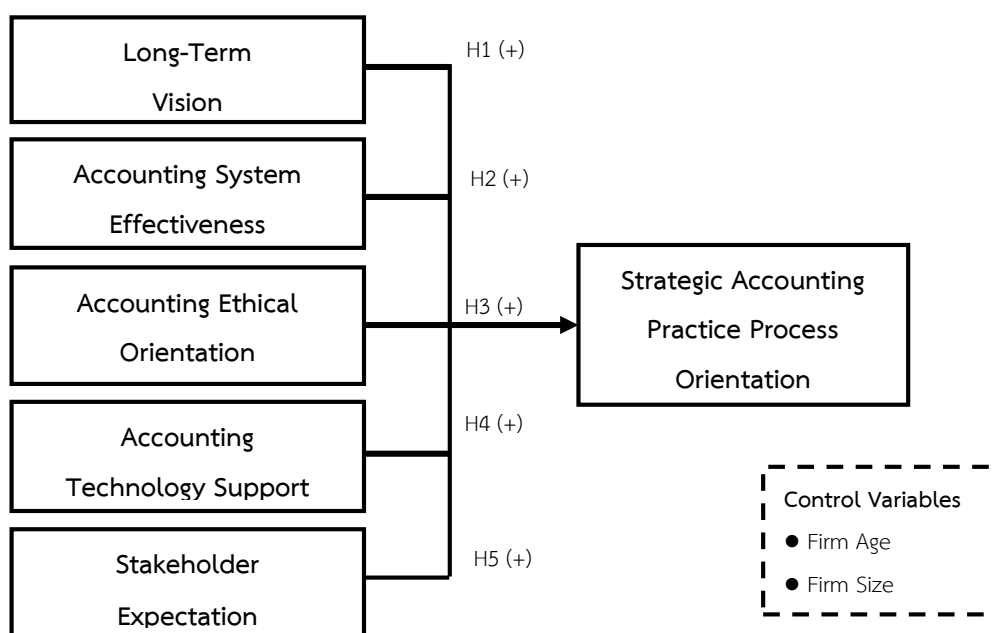 Long-Term
Vision
H1 (+)
Accounting System
Effectiveness
H2 (+)
Accounting Ethical
Orientation
H3 (+)
Strategic Accounting
Practice Process
Orientation
Accounting
Technology Support
H4 (+)
Stakeholder
Expectation
H5 (+)
Control Variables
● Firm Age
● Firm Size